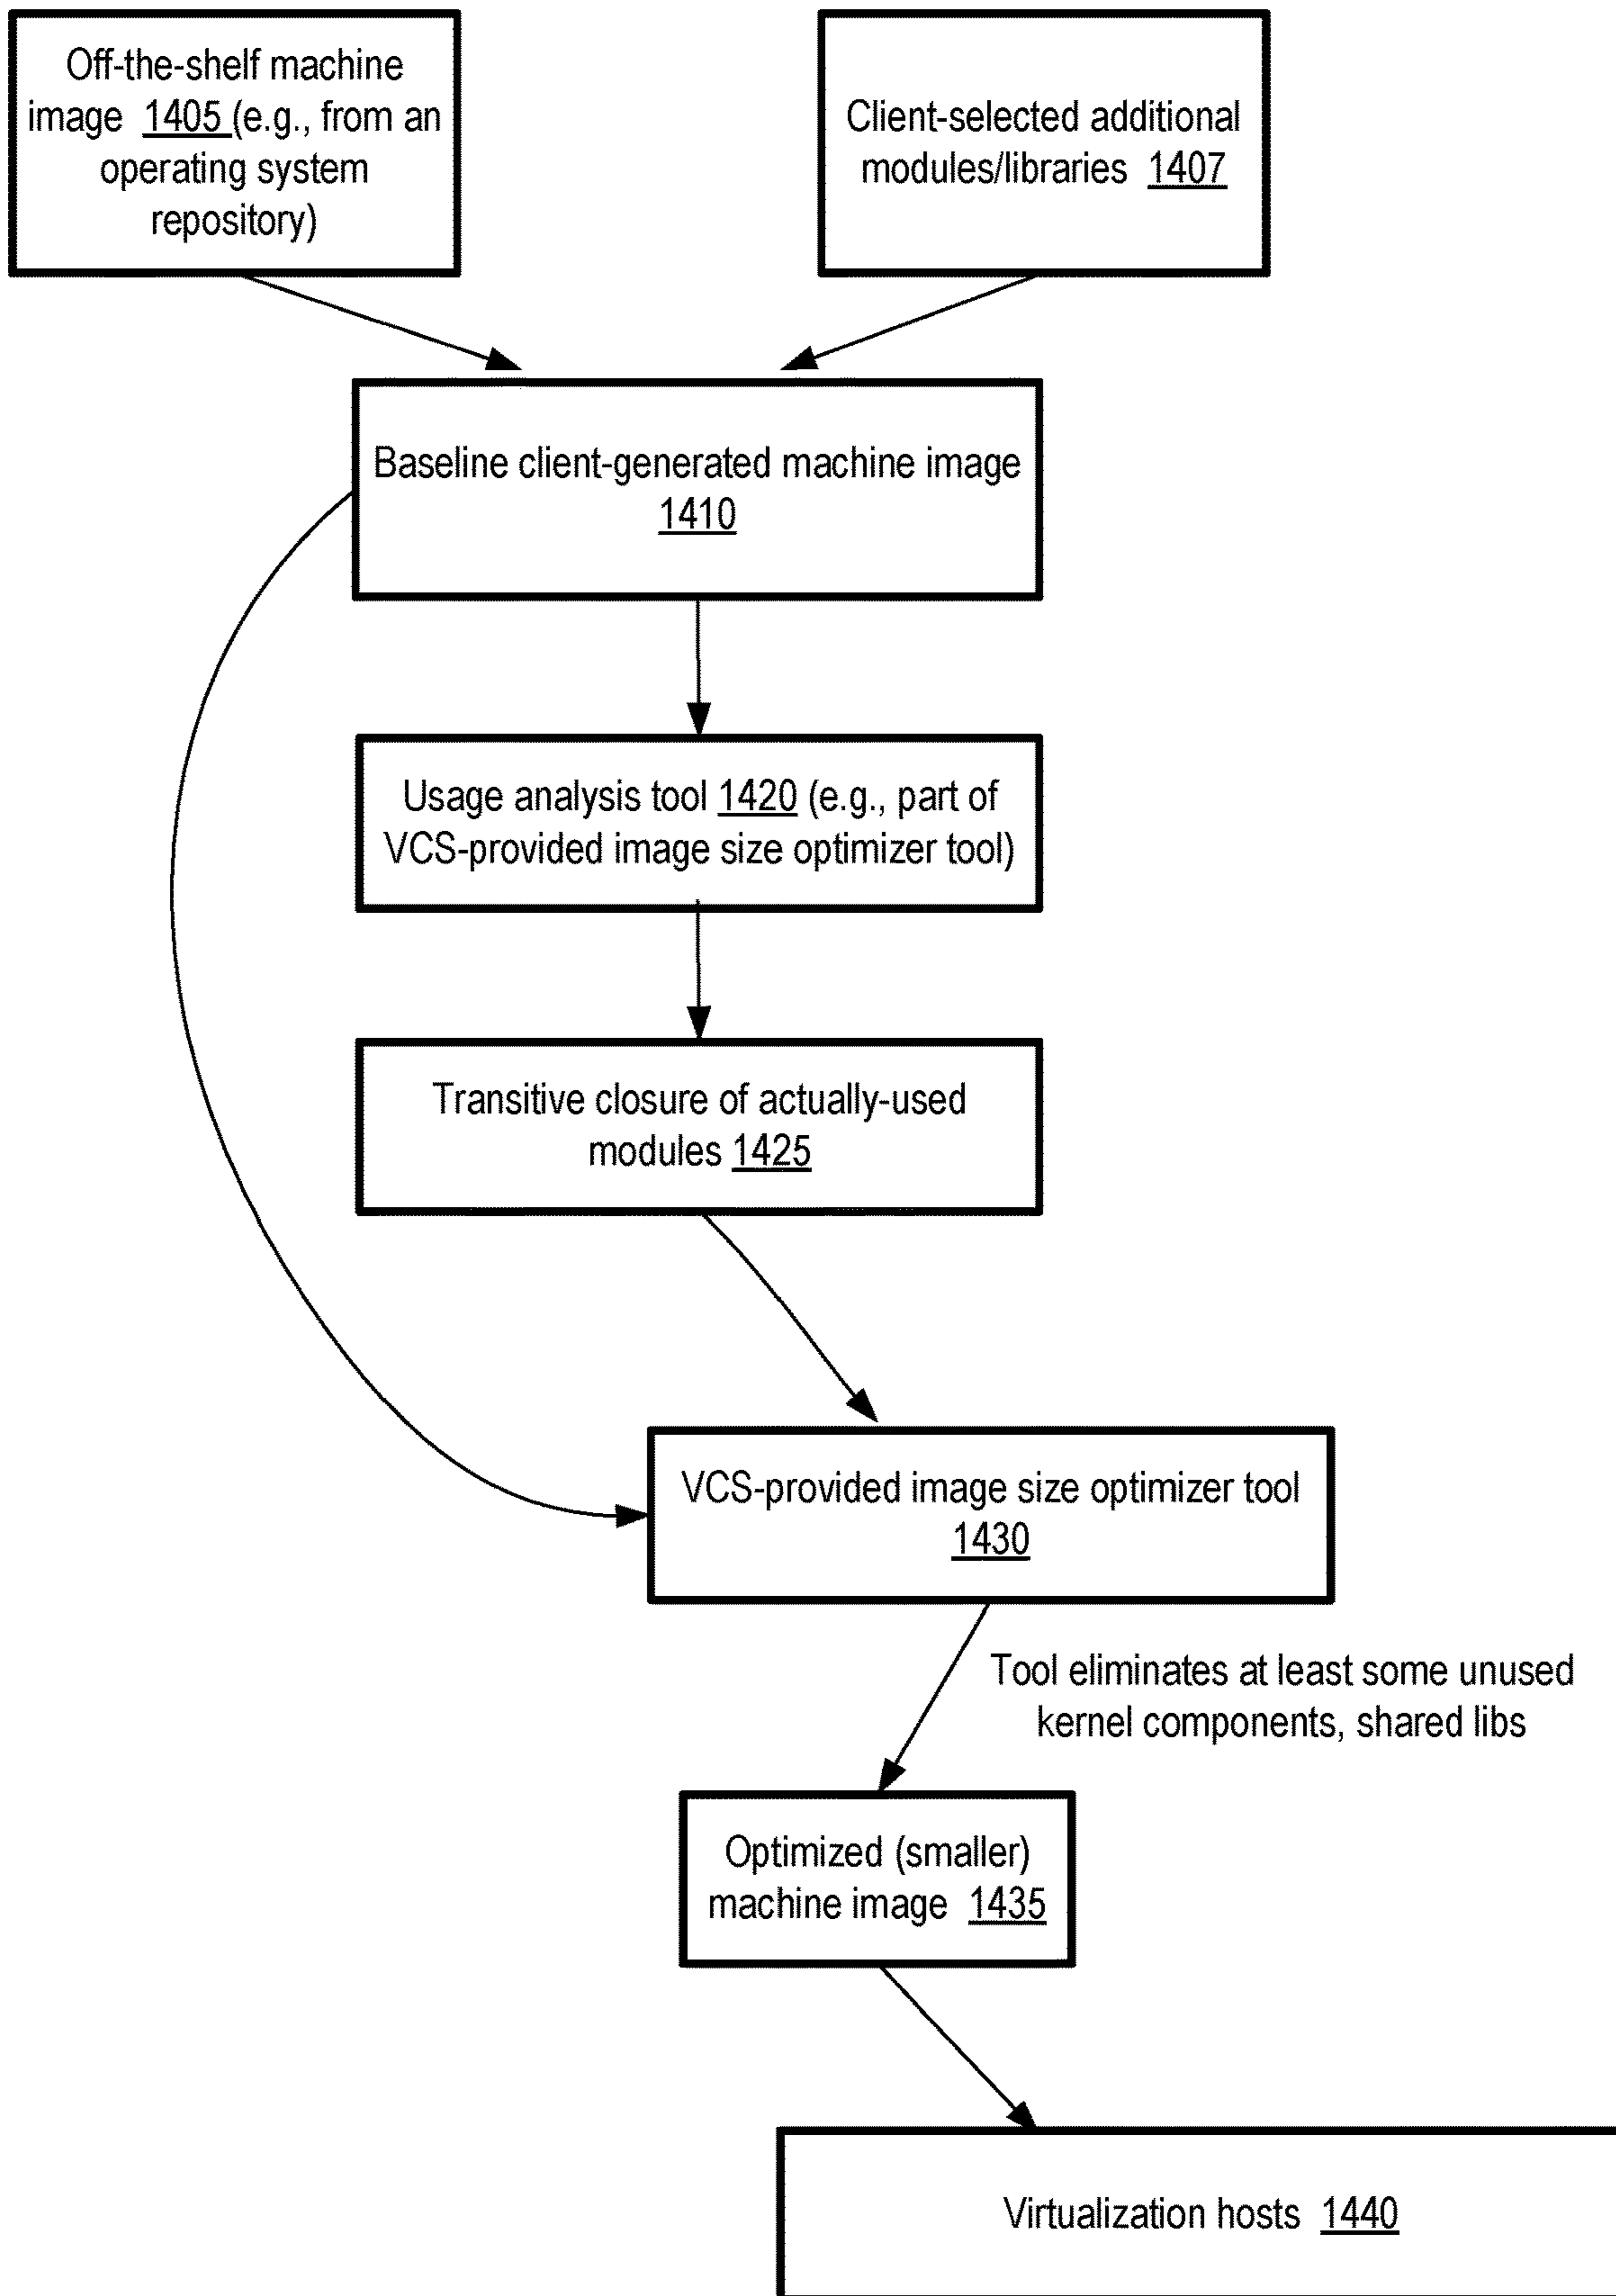 Off-the-shelf machine
image 1405 (e.g., from an
operating system
repository)
Client-selected additional
modules/libraries 1407
Baseline client-generated machine image
1410
Usage analysis tool 1420 (e.g., part of
VCS-provided image size optimizer tool)
Transitive closure of actually-used
modules 1425
VCS-provided image size optimizer tool
1430
Tool eliminates at least some unused
kernel components, shared libs
Optimized (smaller)
machine image 1435
Virtualization hosts 1440